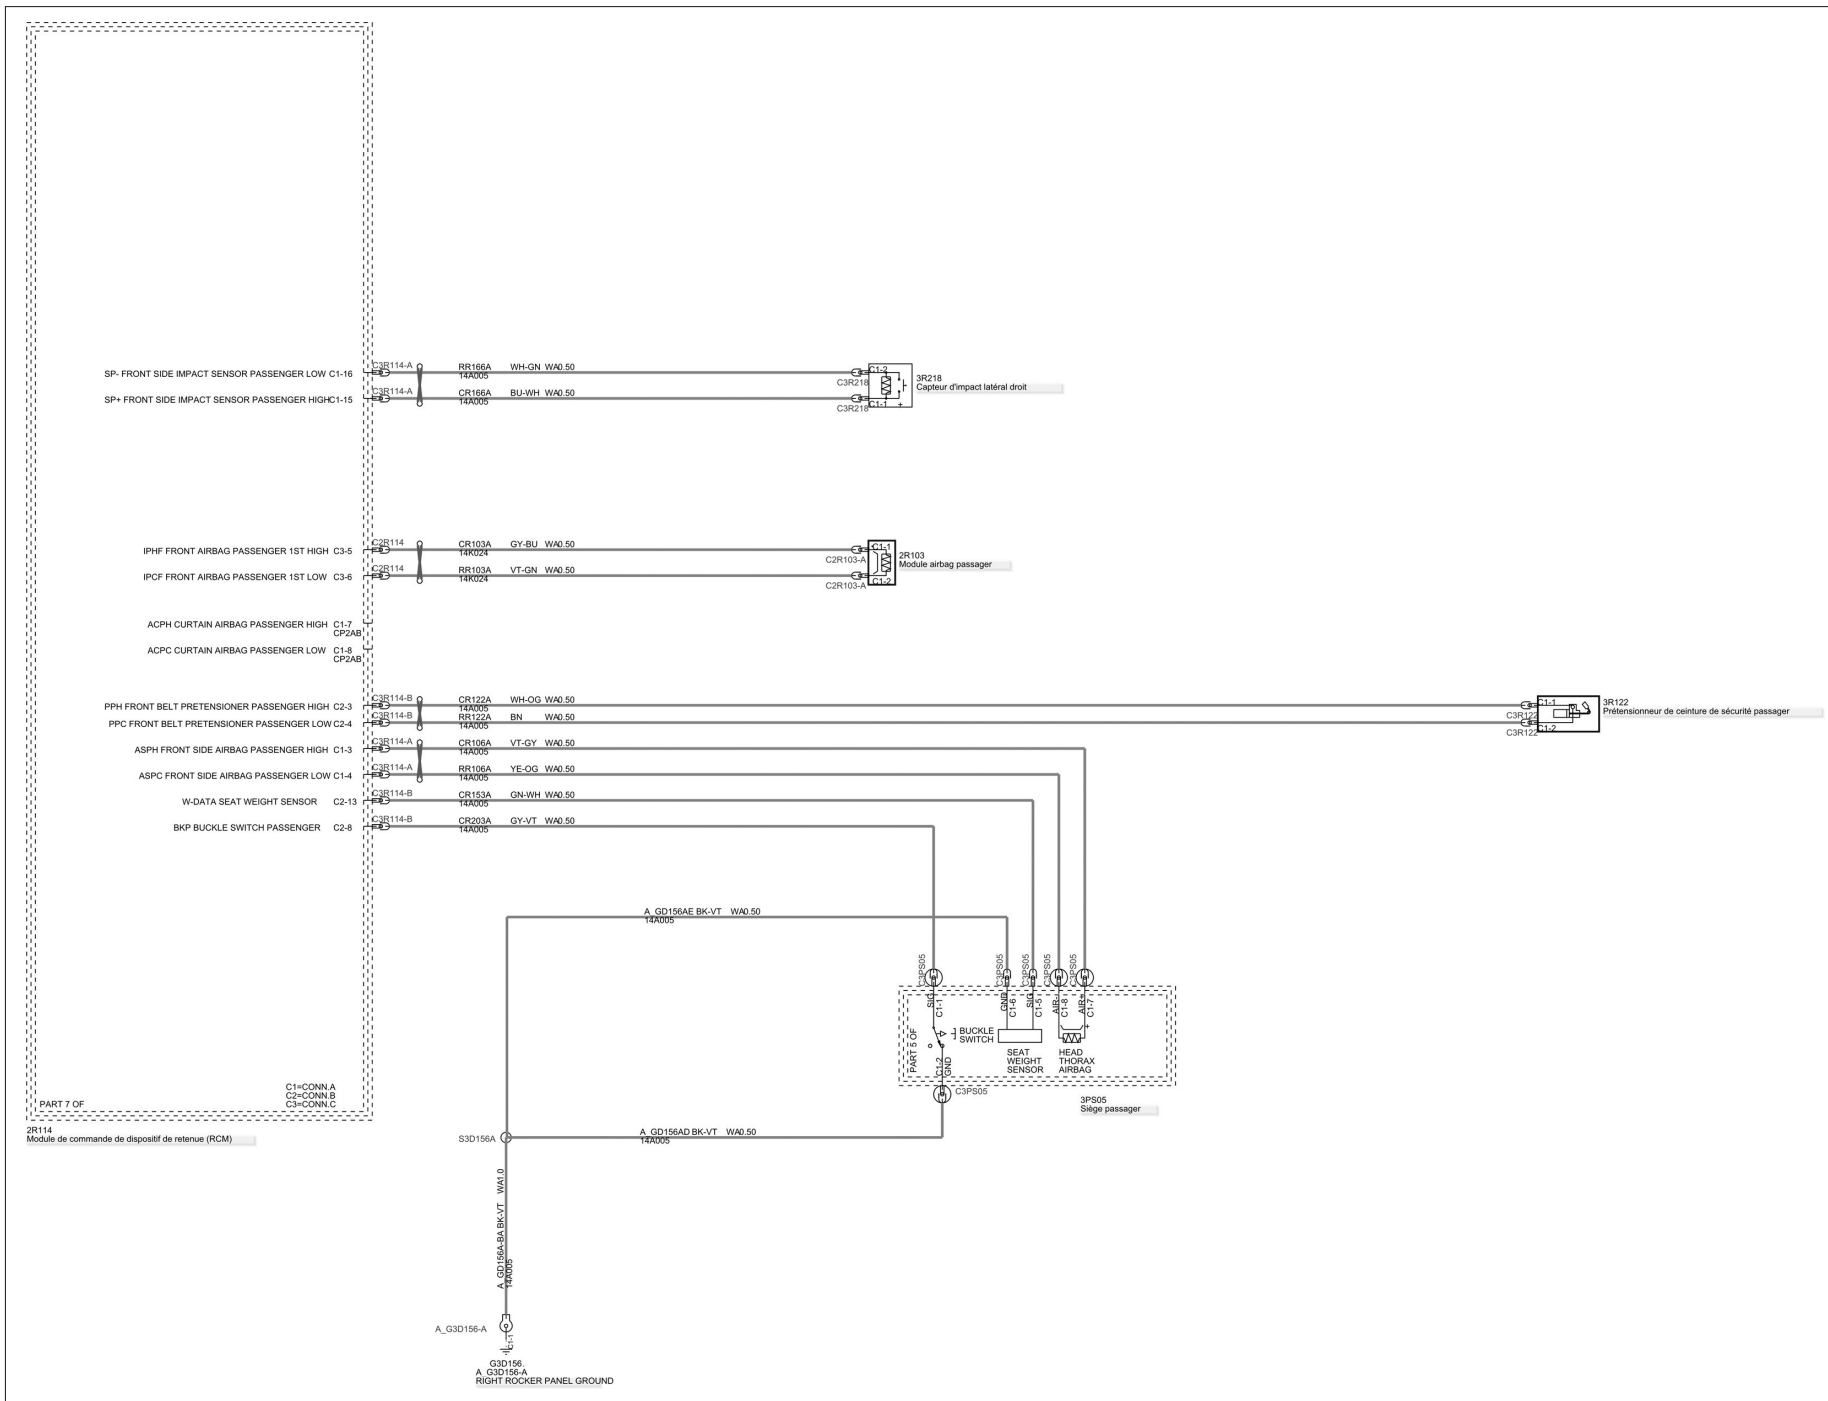 SP- FRONT SIDE IMPACT SENSOR PASSENGER LOW C1-16
C3R114-A
RR166A WH-GN WA0.50
14A005
C1-2
C3R218
3R218
Capteur d'impact latéral droit
SP+ FRONT SIDE IMPACT SENSOR PASSENGER HIGHC1-15
C3R114-A
CR166A BU-WH WA0.50
14A005
C1-1 +
C3R218
IPHF FRONT AIRBAG PASSENGER 1ST HIGH C3-5
C2R114
CR103A GY-BU WA0.50
14K024
C1-1
C2R103-A
2R103
Module airbag passager
IPCF FRONT AIRBAG PASSENGER 1ST LOW C3-6
C2R114
RR103A VT-GN WA0.50
14K024
C1-2
C2R103-A
ACPH CURTAIN AIRBAG PASSENGER HIGH C1-7
CP2AB
ACPC CURTAIN AIRBAG PASSENGER LOW C1-8
CP2AB
PPH FRONT BELT PRETENSIONER PASSENGER HIGH C2-3
C3R114-B
CR122A WH-OG WA0.50
14A005
C1-1
C3R122
3R122
Prétensionneur de ceinture de sécurité passager
PPC FRONT BELT PRETENSIONER PASSENGER LOW C2-4
C3R114-B
RR122A BN WA0.50
14A005
C1-2
C3R122
ASPH FRONT SIDE AIRBAG PASSENGER HIGH C1-3
C3R114-A
CR106A VT-GY WA0.50
14A005
ASPC FRONT SIDE AIRBAG PASSENGER LOW C1-4
C3R114-A
RR106A YE-OG WA0.50
14A005
W-DATA SEAT WEIGHT SENSOR C2-13
C3R114-B
CR153A GN-WH WA0.50
14A005
BKP BUCKLE SWITCH PASSENGER C2-8
C3R114-B
CR203A GY-VT WA0.50
14A005
A_GD156AE BK-VT WA0.50
14A005
C3PS05
C3PS05
C3PS05
C3PS05
C3PS05
SIG
C1-1
GND
C1-6
SIG
C1-5
AIR-
C1-8
AIR+
C1-7
+
PART 5 OF
BUCKLE
SWITCH
C1-2
GND
SEAT
WEIGHT
SENSOR
HEAD
THORAX
AIRBAG
C3PS05
3PS05
Siège passager
C1=CONN.A
C2=CONN.B
C3=CONN.C
PART 7 OF
2R114
Module de commande de dispositif de retenue (RCM)
S3D156A
A_GD156AD BK-VT WA0.50
14A005
A_GD156A-BA BK-VT WA1.0
14A005
A_G3D156-A
C1-1
G3D156.
A_G3D156-A
RIGHT ROCKER PANEL GROUND